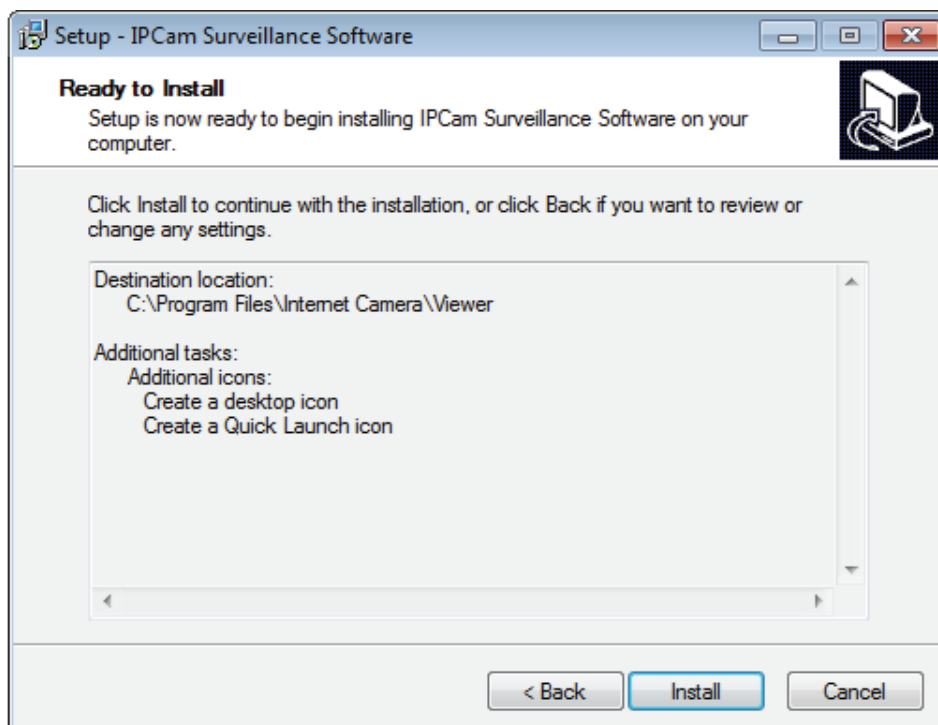 Setup - IPCam Surveillance Software
Ready to Install
Setup is now ready to begin installing IPCam Surveillance Software on your
computer.
Click Install to continue with the installation, or click Back if you want to review or
change any settings.
Destination location:
C:\Program Files\Internet Camera\Viewer
Additional tasks:
Additional icons:
Create a desktop icon
Create a Quick Launch icon
< Back
Install
Cancel